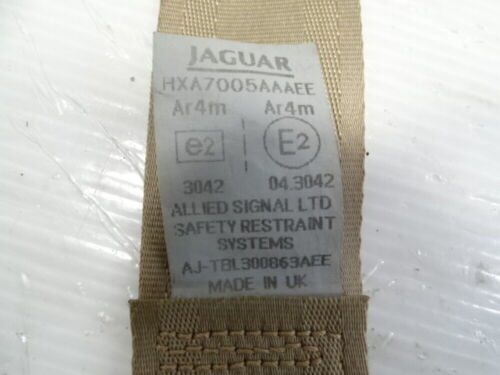 JAGUAR
HXA7005AAAEE
Ar4m Ar4m
e2 E2
3042 04.3042
ALLIED SIGNAL LTD
SAFETY RESTRAINT
SYSTEMS
AJ-TBL300863AEE
MADE IN UK